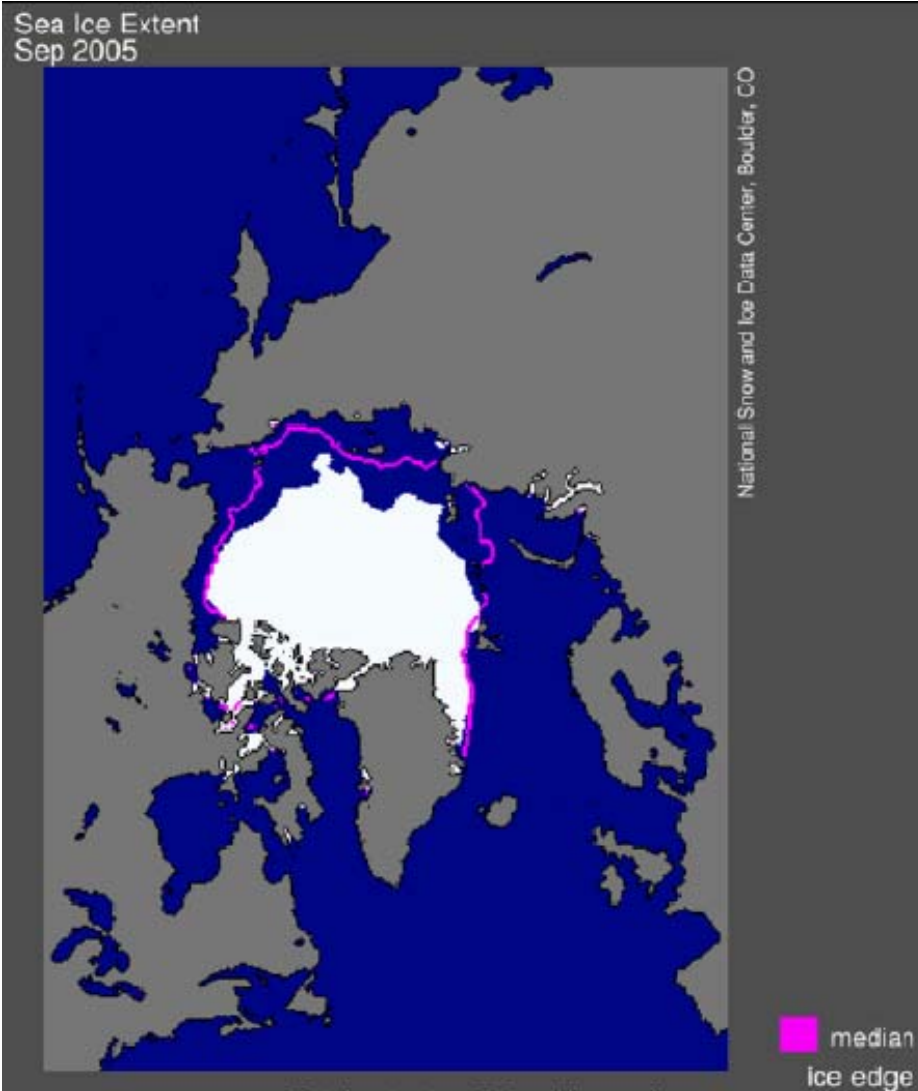 Sea Ice Extent
Sep 2005
National Snow and Ice Data Center, Boulder, CO
median
ice edge